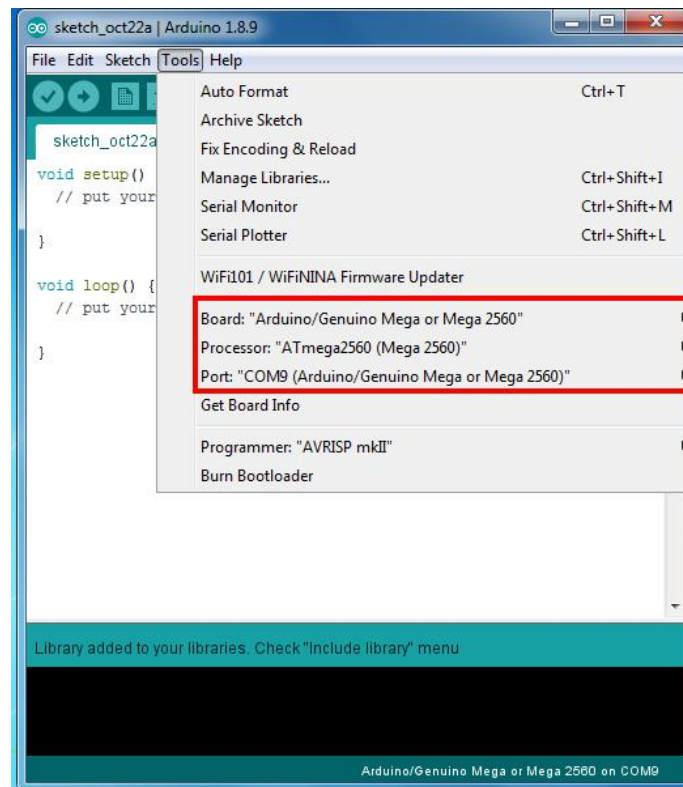 sketch_oct22a | Arduino 1.8.9
File Edit Sketch Tools Help
Auto Format Ctrl+T
Archive Sketch
sketch_oct22a
Fix Encoding & Reload
void setup()
Manage Libraries... Ctrl+Shift+I
// put your
Serial Monitor Ctrl+Shift+M
}
Serial Plotter Ctrl+Shift+L
void loop() {
WiFi101 / WiFiNINA Firmware Updater
// put your
Board: "Arduino/Genuino Mega or Mega 2560"
}
Processor: "ATmega2560 (Mega 2560)"
Port: "COM9 (Arduino/Genuino Mega or Mega 2560)"
Get Board Info
Programmer: "AVRISP mkII"
Burn Bootloader
Library added to your libraries. Check "Include library" menu
Arduino/Genuino Mega or Mega 2560 on COM9